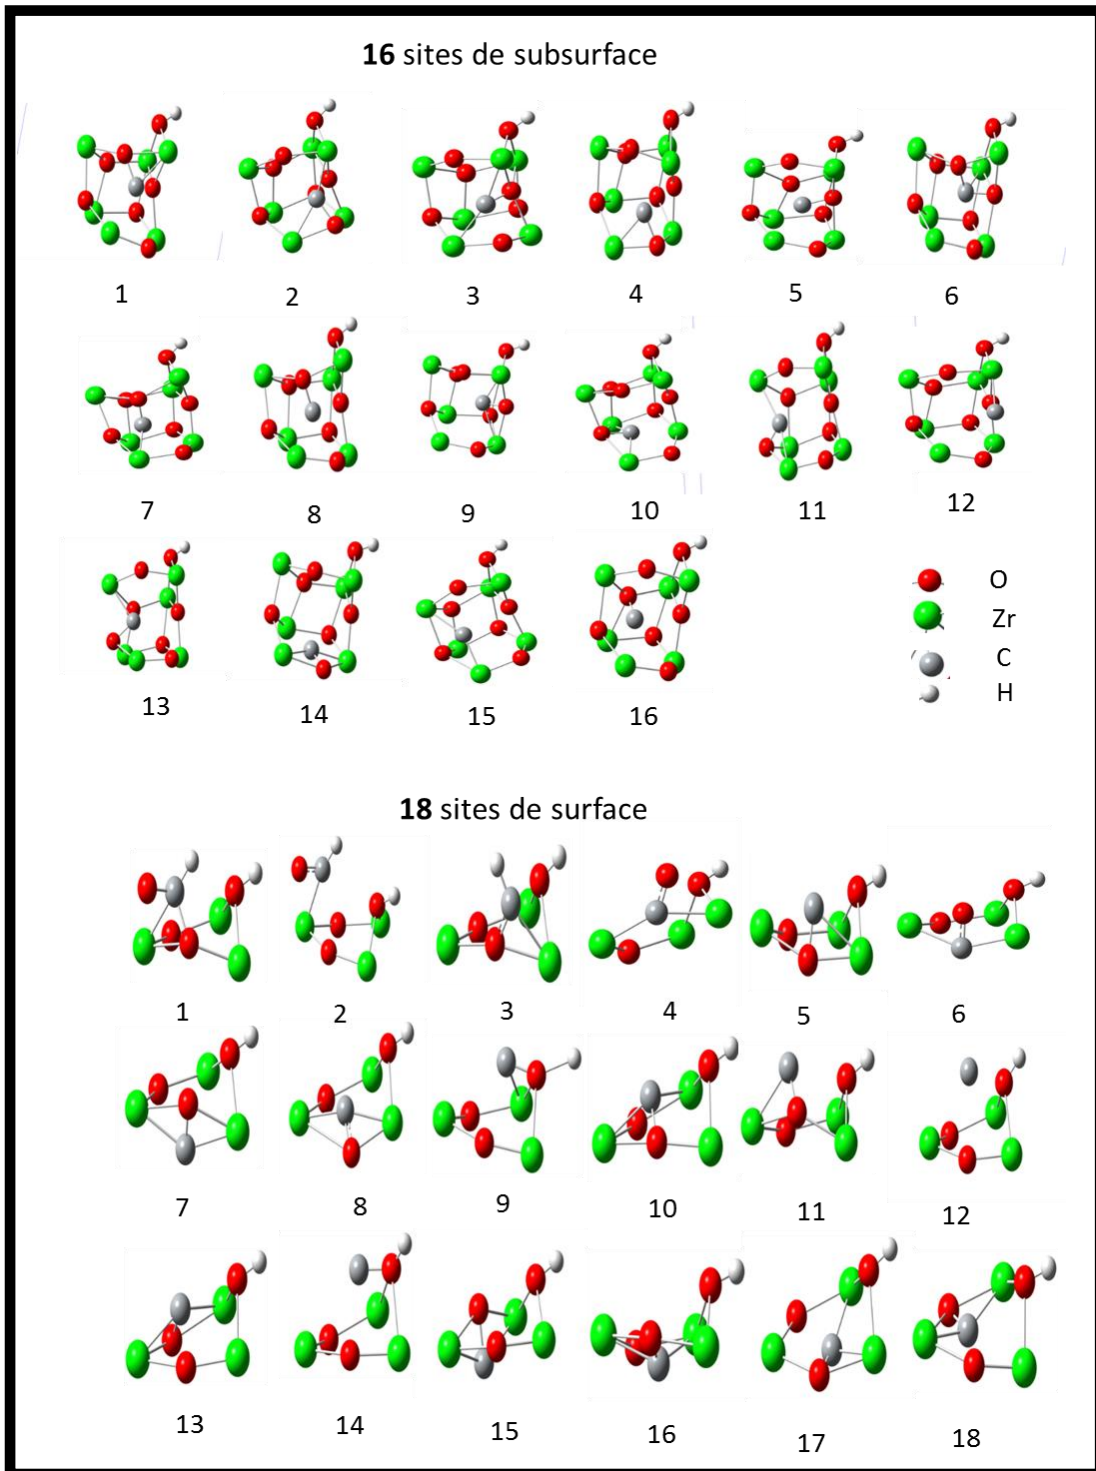 16 sites de subsurface
1 2 3 4 5 6
7 8 9 10 11 12
13 14 15 16
O
Zr
C
H
18 sites de surface
1 2 3 4 5 6
7 8 9 10 11 12
13 14 15 16 17 18